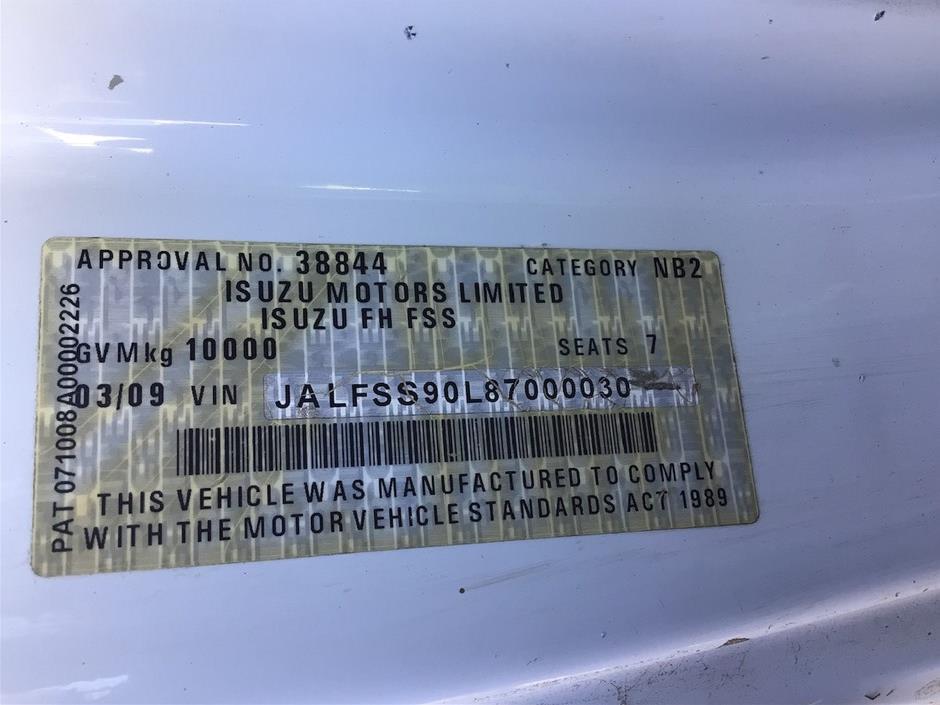 APPROVAL NO. 38844 CATEGORY NB2
ISUZU MOTORS LIMITED
ISUZU FH FSS
GVMkg 10000 SEATS 7
03/09 VIN JALFSS90L87000030
THIS VEHICLE WAS MANUFACTURED TO COMPLY
WITH THE MOTOR VEHICLE STANDARDS ACT 1989
PAT 071008A00002226